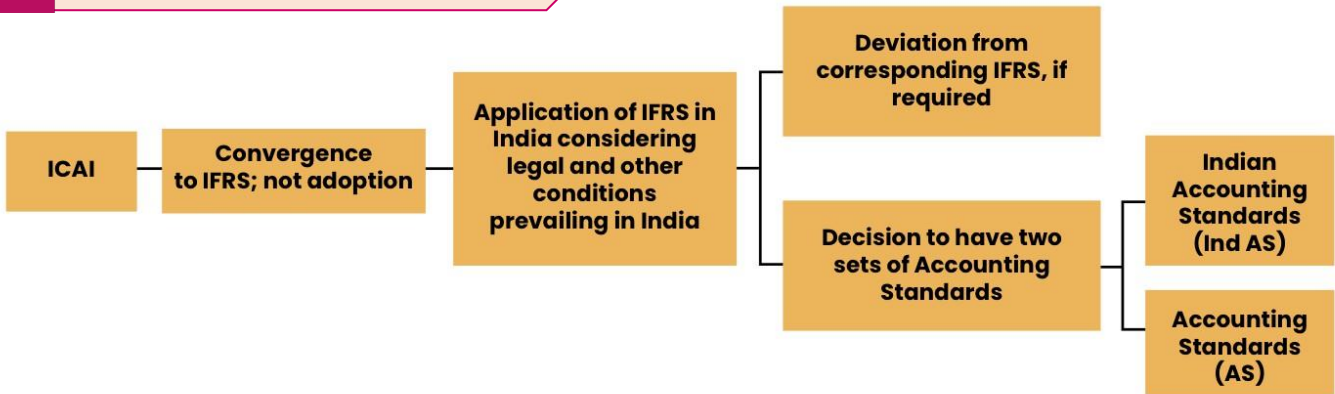 ICAI
Convergence
to IFRS; not adoption
Application of IFRS in
India considering
legal and other
conditions
prevailing in India
Deviation from
corresponding IFRS, if
required
Decision to have two
sets of Accounting
Standards
Indian
Accounting
Standards
(Ind AS)
Accounting
Standards
(AS)